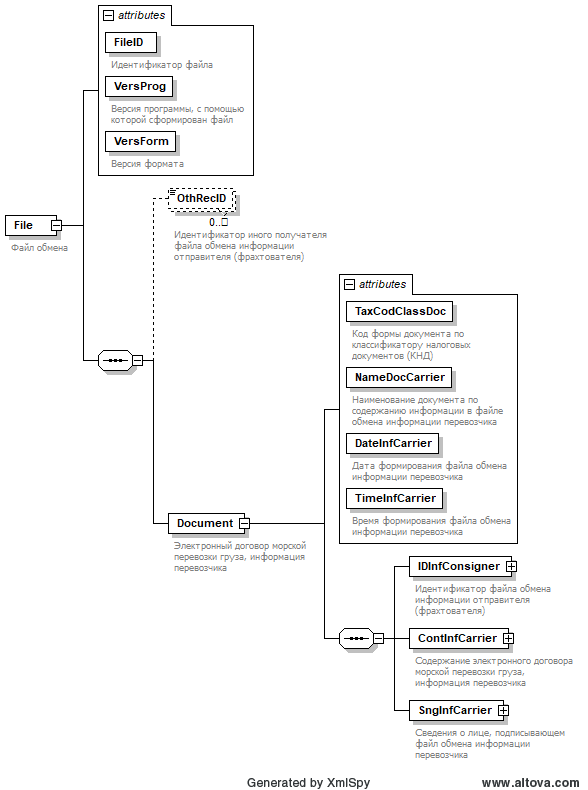 attributes
FileID
Идентификатор файла
VersProg
Версия программы, с помощью
которой сформирован файл
VersForm
Версия формата
File
Файл обмена
OthRecID
0..□
Идентификатор иного получателя
файла обмена информации
отправителя (фрахтователя)
attributes
TaxCodClassDoc
Код формы документа по
классификатору налоговых
документов (КНД)
NameDocCarrier
Наименование документа по
содержанию информации в файле
обмена информации перевозчика
DateInfCarrier
Дата формирования файла обмена
информации перевозчика
TimeInfCarrier
Время формирования файла обмена
информации перевозчика
Document
Электронный договор морской
перевозки груза, информация
перевозчика
IDInfConsigner
Идентификатор файла обмена
информации отправителя
(фрахтователя)
ContInfCarrier
Содержание электронного договора
морской перевозки груза,
информация перевозчика
SngInfCarrier
Сведения о лице, подписывающем
файл обмена информации
перевозчика
Generated by XmlSpy
www.altova.com